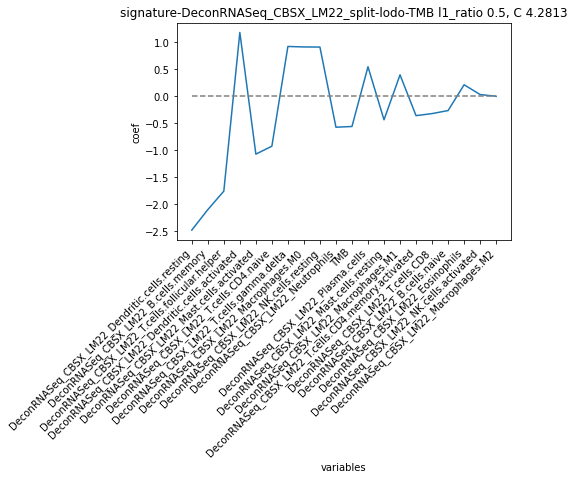 signature-DeconRNASeq_CBSX_LM22_split-lodo-TMB l1_ratio 0.5, C 4.2813
1.0
0.5
0.0
-0.5
-1.0
-1.5
-2.0
-2.5
coef
DeconRNASeq_CBSX_LM22_Dendritic.cells.resting
DeconRNASeq_CBSX_LM22_B.cells.memory
DeconRNASeq_CBSX_LM22_T.cells.follicular.helper
DeconRNASeq_CBSX_LM22_Dendritic.cells.activated
DeconRNASeq_CBSX_LM22_Mast.cells.activated
DeconRNASeq_CBSX_LM22_T.cells.CD4.naive
DeconRNASeq_CBSX_LM22_T.cells.gamma.delta
DeconRNASeq_CBSX_LM22_Macrophages.M0
DeconRNASeq_CBSX_LM22_NK.cells.resting
DeconRNASeq_CBSX_LM22_Neutrophils
TMB
DeconRNASeq_CBSX_LM22_Plasma.cells
DeconRNASeq_CBSX_LM22_Mast.cells.resting
DeconRNASeq_CBSX_LM22_Macrophages.M1
DeconRNASeq_CBSX_LM22_T.cells.CD4.memory.activated
DeconRNASeq_CBSX_LM22_T.cells.CD8
DeconRNASeq_CBSX_LM22_B.cells.naive
DeconRNASeq_CBSX_LM22_Eosinophils
DeconRNASeq_CBSX_LM22_NK.cells.activated
DeconRNASeq_CBSX_LM22_Macrophages.M2
variables